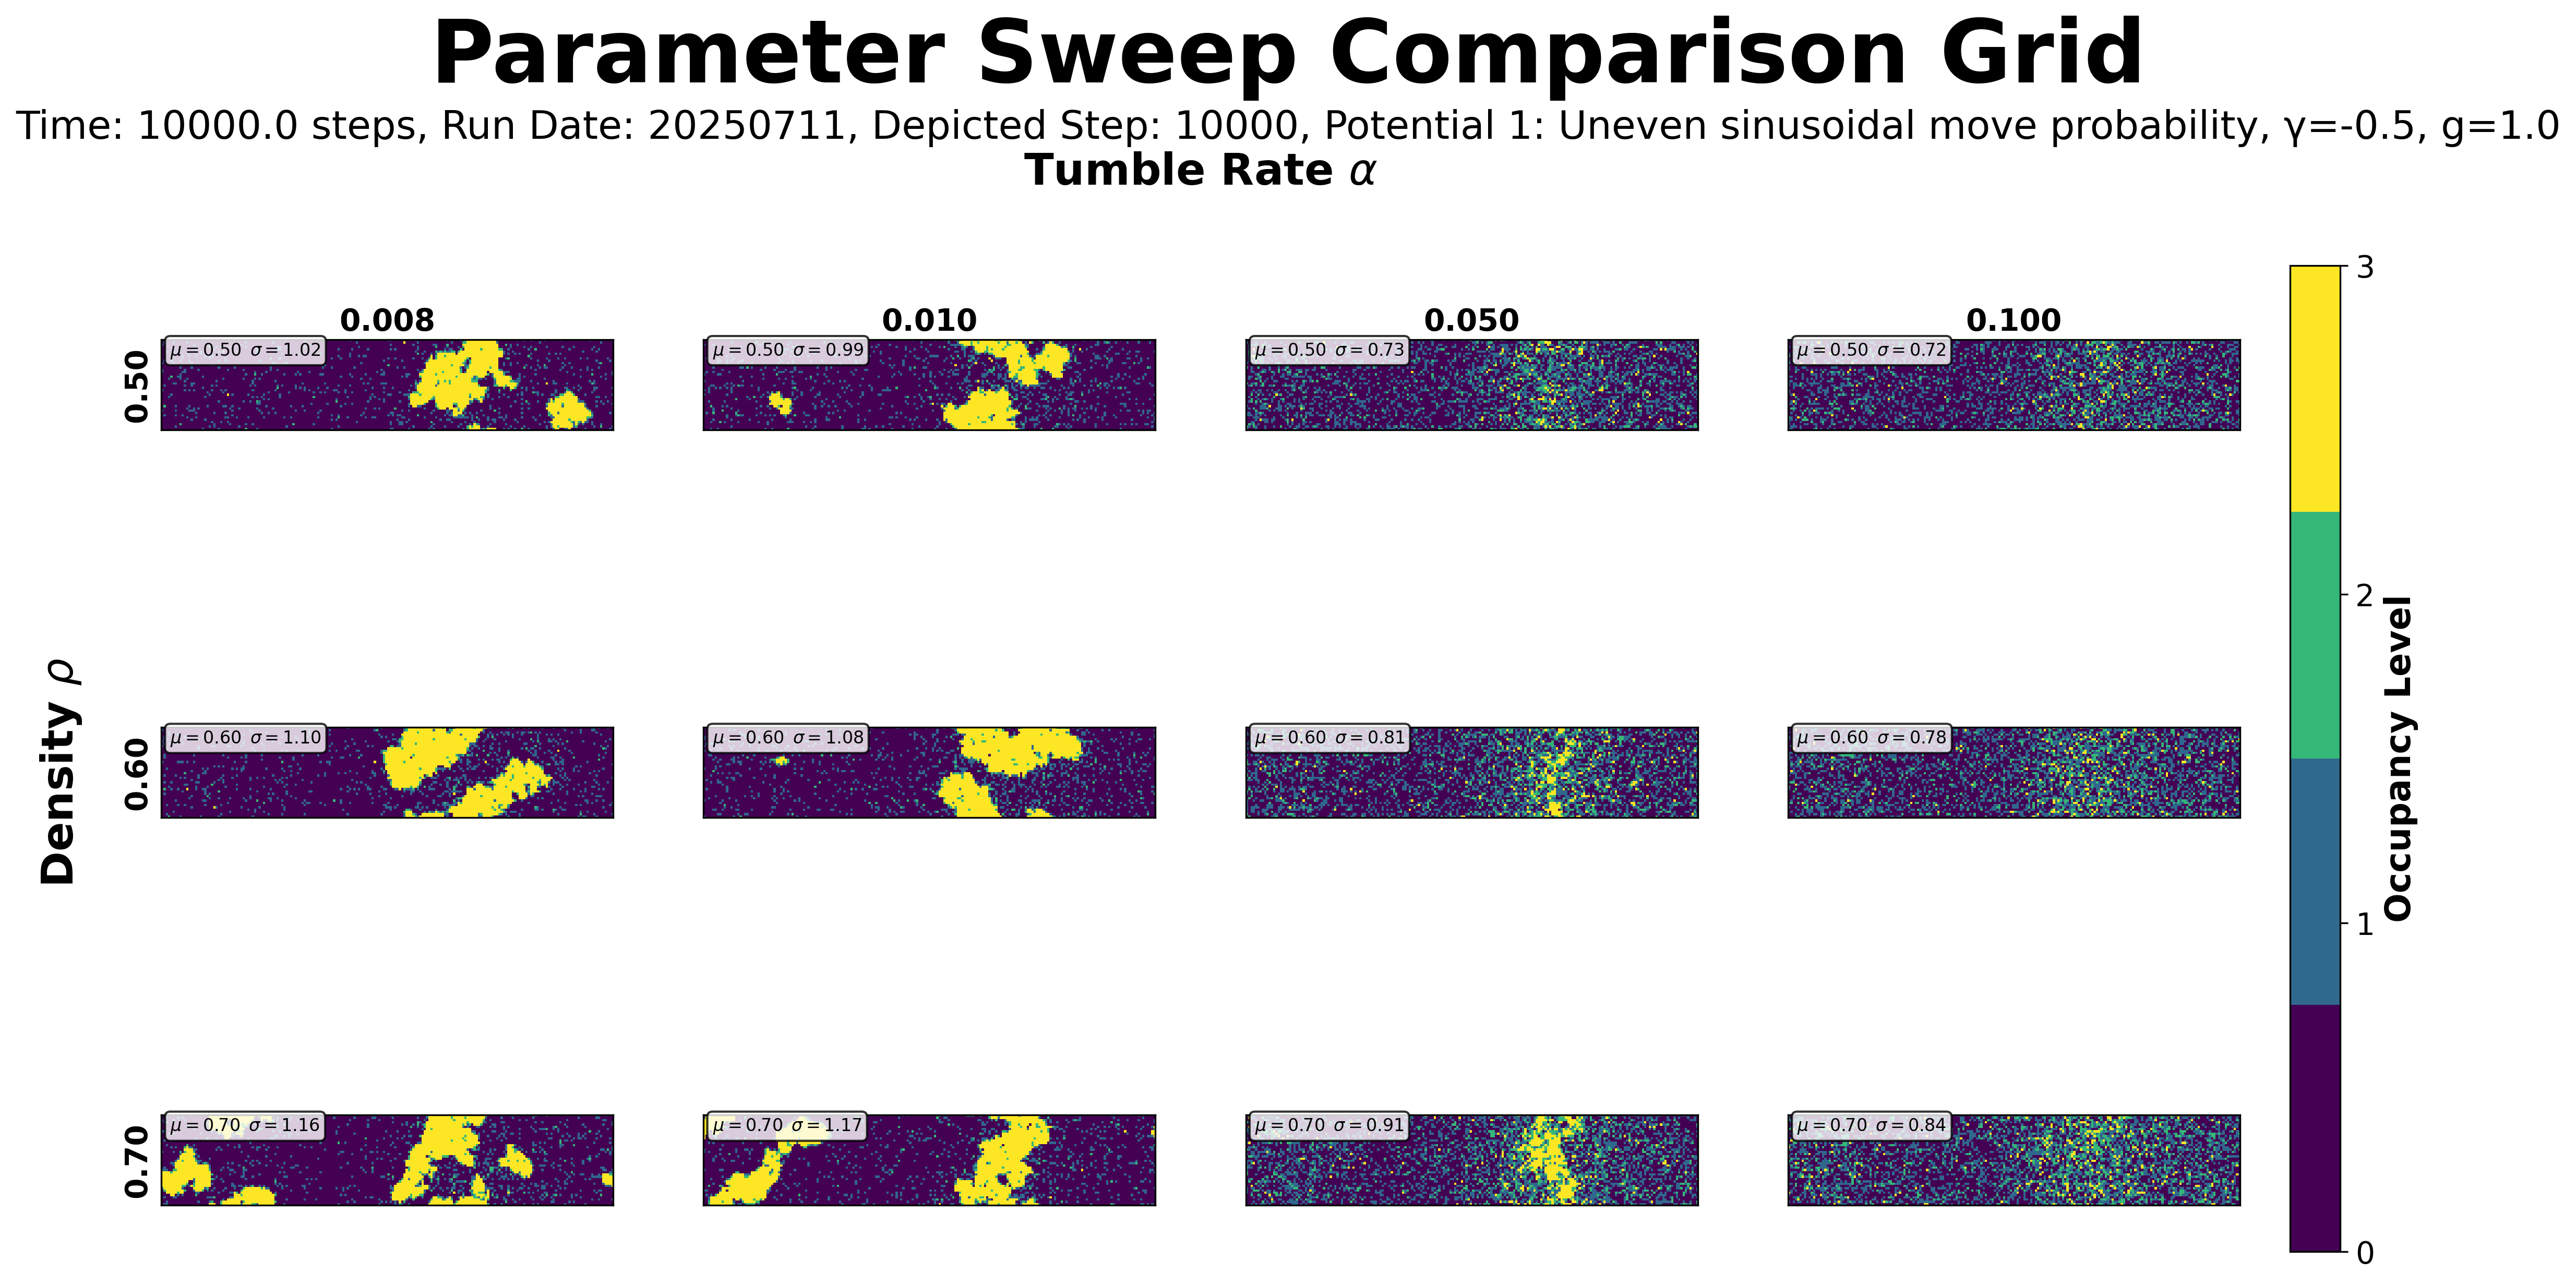 Parameter Sweep Comparison Grid
Time: 10000.0 steps, Run Date: 20250711, Depicted Step: 10000, Potential 1: Uneven sinusoidal move probability, γ=-0.5, g=1.0
Tumble Rate α
0.008
0.010
0.050
0.100
Density ρ
0.50
μ = 0.50 σ = 1.02
μ = 0.50 σ = 0.99
μ = 0.50 σ = 0.73
μ = 0.50 σ = 0.72
0.60
μ = 0.60 σ = 1.10
μ = 0.60 σ = 1.08
μ = 0.60 σ = 0.81
μ = 0.60 σ = 0.78
0.70
μ = 0.70 σ = 1.16
μ = 0.70 σ = 1.17
μ = 0.70 σ = 0.91
μ = 0.70 σ = 0.84
3
2
1
0
Occupancy Level